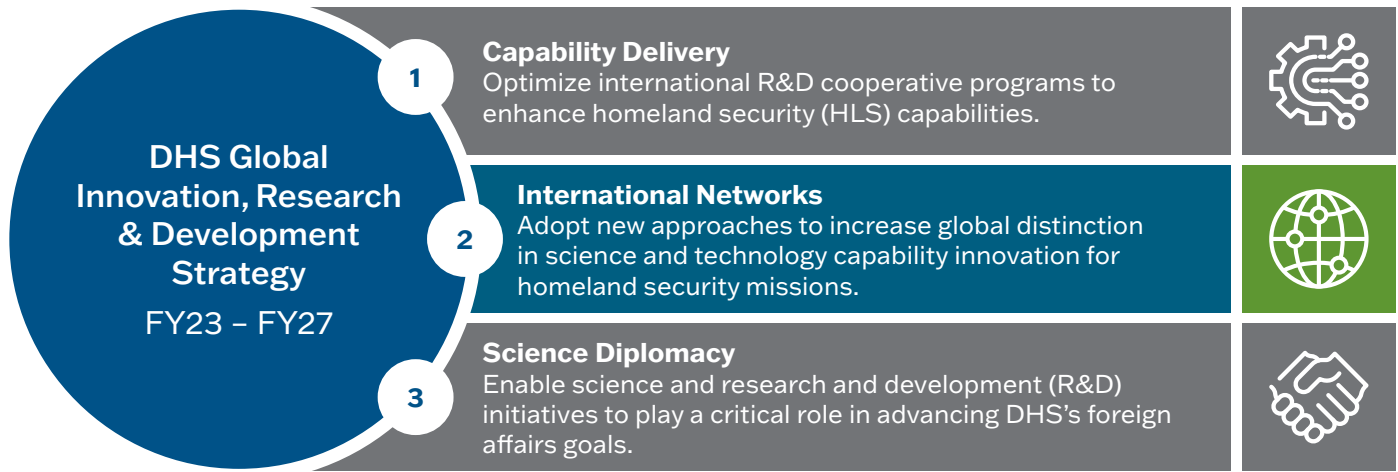 DHS Global
Innovation, Research
& Development
Strategy
FY23 – FY27
1
Capability Delivery
Optimize international R&D cooperative programs to
enhance homeland security (HLS) capabilities.
2
International Networks
Adopt new approaches to increase global distinction
in science and technology capability innovation for
homeland security missions.
3
Science Diplomacy
Enable science and research and development (R&D)
initiatives to play a critical role in advancing DHS’s foreign
affairs goals.